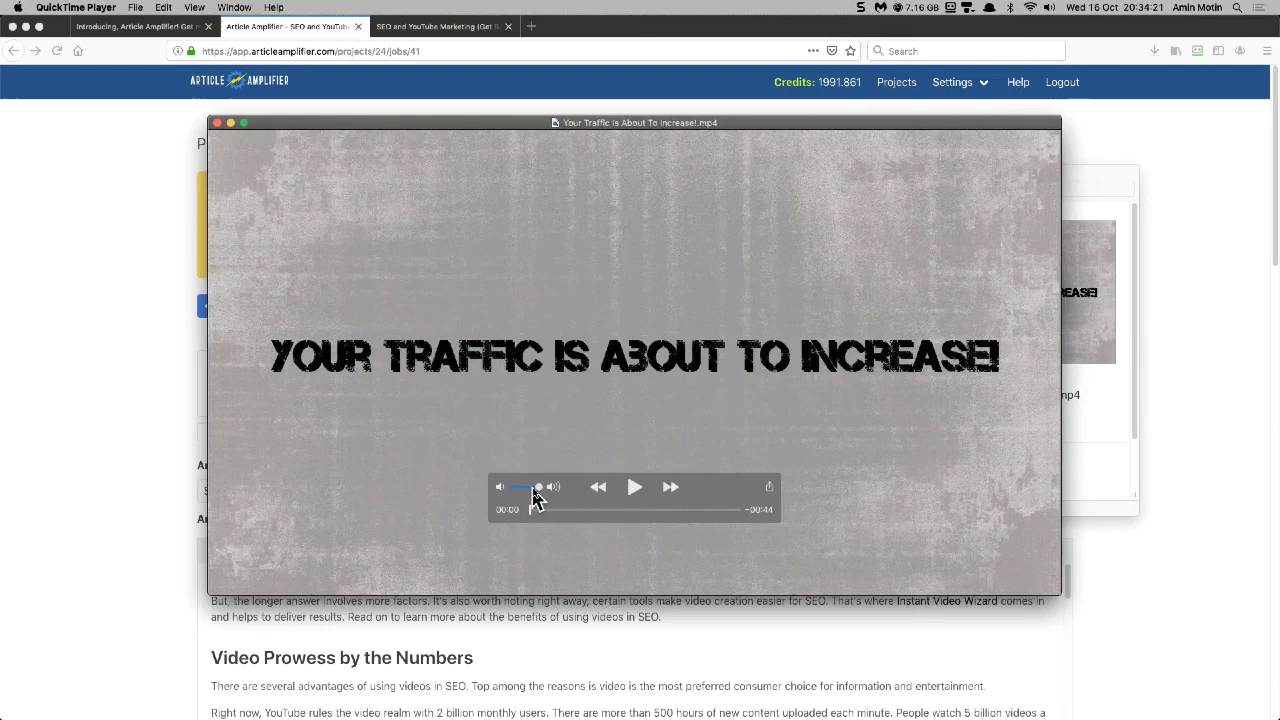 QuickTime Player File Edit View Window Help 7.16 GB Wed 16 Oct 20:34:21 Amin Motin
Introducing, Article Amplifier! Get m
Article Amplifier - SEO and YouTube
SEO and YouTube Marketing (Get B
https://app.articleamplifier.com/projects/24/jobs/41
Search
ARTICLE AMPLIFIER
Credits: 1991.861 Projects Settings Help Logout
Your Traffic is About To Increase!.mp4
P
EASE!
YOUR TRAFFIC IS ABOUT TO INCREASE!
mp4
Ar
S
00:00 -00:44
Ar
But, the longer answer involves more factors. It's also worth noting right away, certain tools make video creation easier for SEO. That's where Instant Video Wizard comes in
and helps to deliver results. Read on to learn more about the benefits of using videos in SEO.
Video Prowess by the Numbers
There are several advantages of using videos in SEO. Top among the reasons is video is the most preferred consumer choice for information and entertainment.
Right now, YouTube rules the video realm with 2 billion monthly users. There are more than 500 hours of new content uploaded each minute. People watch 5 billion videos a